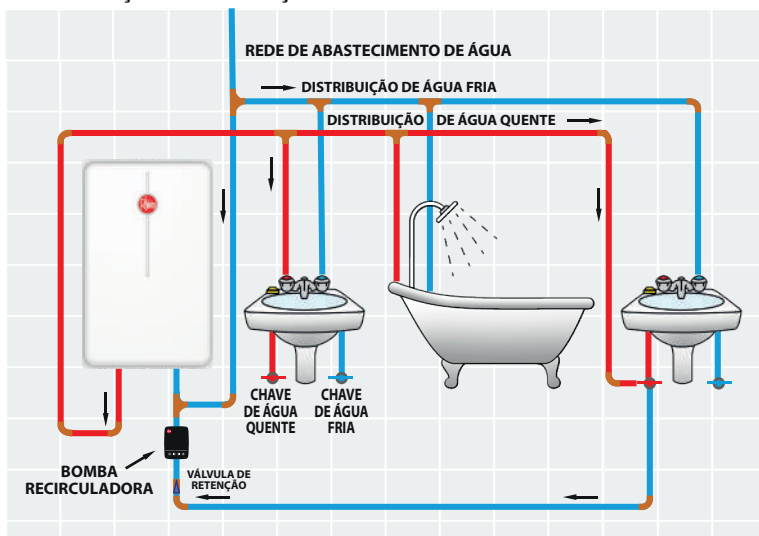 REDE DE ABASTECIMENTO DE ÁGUA
DISTRIBUIÇÃO DE ÁGUA FRIA
DISTRIBUIÇÃO DE ÁGUA QUENTE
CHAVE
DE ÁGUA
QUENTE
CHAVE
DE ÁGUA
FRIA
BOMBA
RECIRCULADORA
VÁLVULA DE
RETENÇÃO